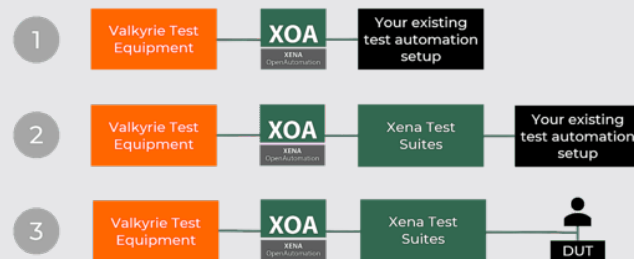 1
Valkyrie Test
Equipment
XOA
XENA
OpenAutomation
Your existing
test automation
setup
2
Valkyrie Test
Equipment
XOA
XENA
OpenAutomation
Xena Test
Suites
Your existing
test automation
setup
3
Valkyrie Test
Equipment
XOA
XENA
OpenAutomation
Xena Test
Suites
DUT